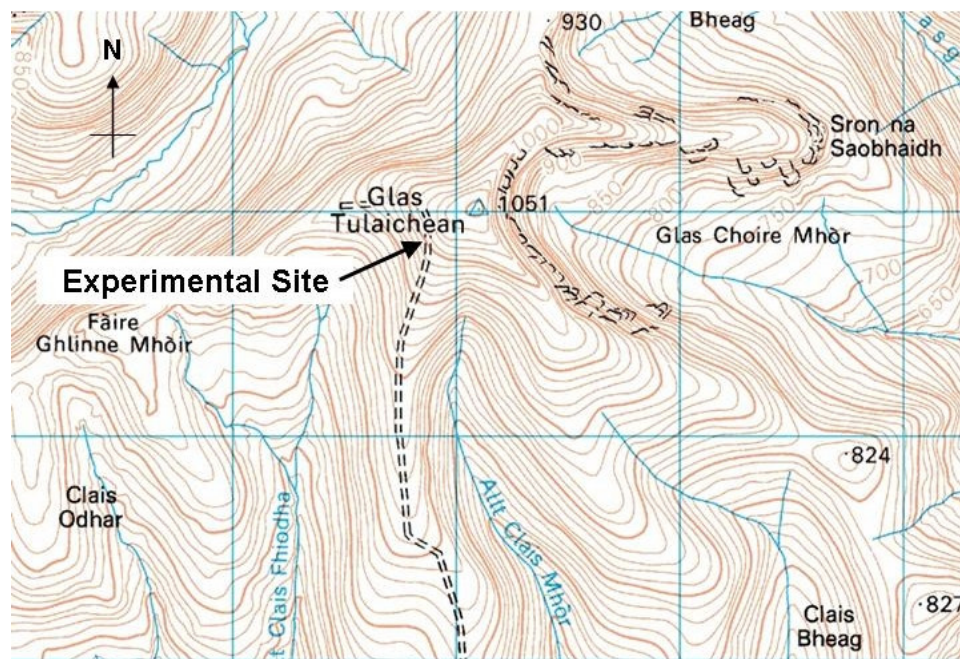 930
Bheag
850
N
1000
900
Sron na
Saobhaidh
Glas
Tulaichean
1051
850
800
750
Glas Choire Mhòr
700
650
Experimental Site
Fàire
Ghlinne Mhòir
824
Clais
Odhar
t Clais Fhiodha
Allt Clais Mhòr
827
Clais
Bheag